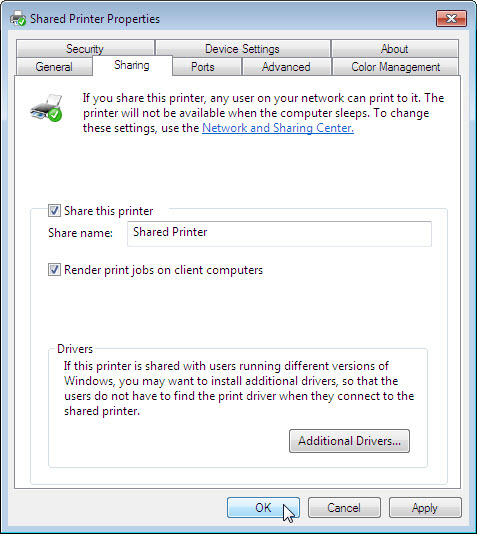 Shared Printer Properties
Security Device Settings About
General Sharing Ports Advanced Color Management
If you share this printer, any user on your network can print to it. The
printer will not be available when the computer sleeps. To change
these settings, use the Network and Sharing Center.
Share this printer
Share name: Shared Printer
Render print jobs on client computers
Drivers
If this printer is shared with users running different versions of
Windows, you may want to install additional drivers, so that the
users do not have to find the print driver when they connect to the
shared printer.
Additional Drivers...
OK Cancel Apply